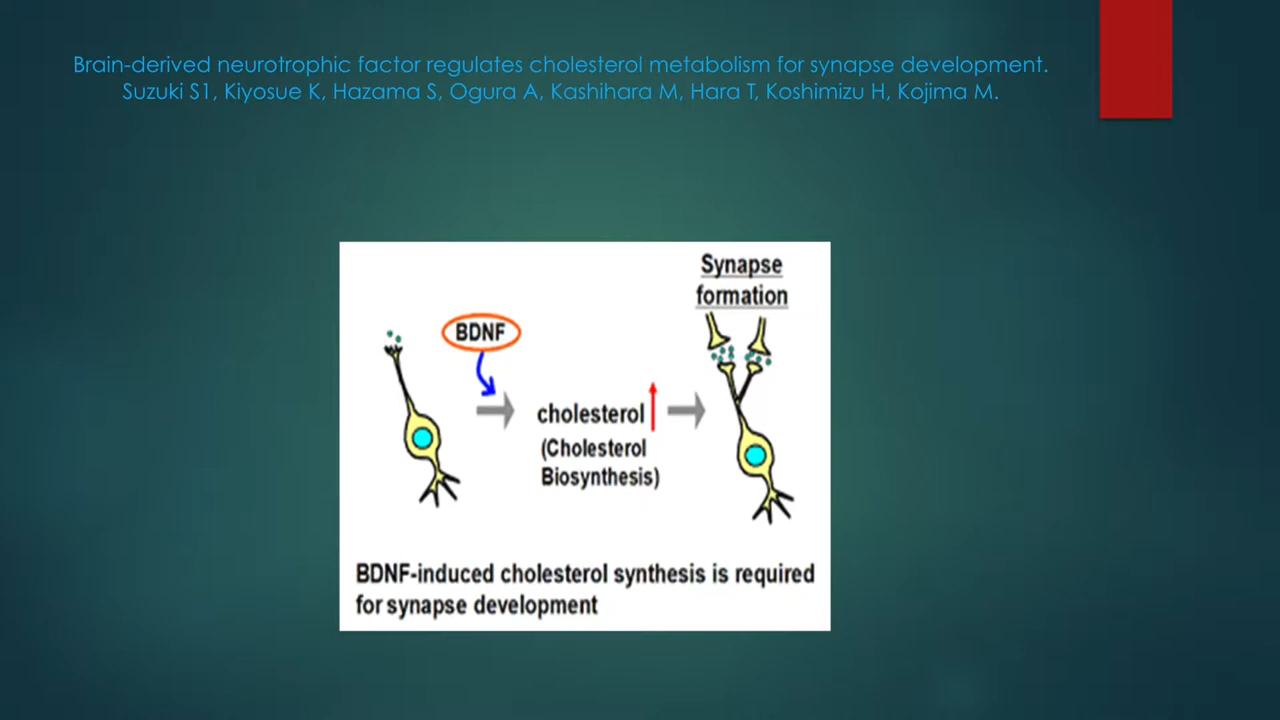 Brain-derived neurotrophic factor regulates cholesterol metabolism for synapse development.
Suzuki S1, Kiyosue K, Hazama S, Ogura A, Kashihara M, Hara T, Koshimizu H, Kojima M.
Synapse
formation
BDNF
cholesterol
(Cholesterol
Biosynthesis)
BDNF-induced cholesterol synthesis is required
for synapse development